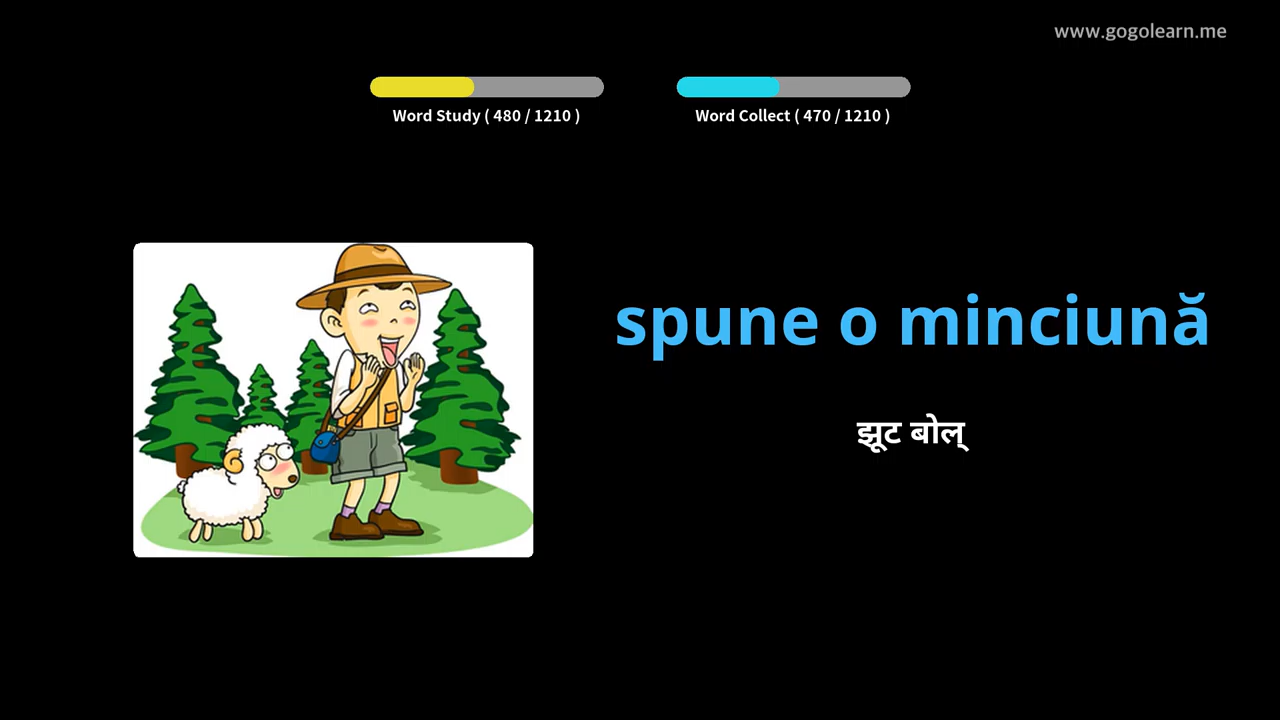 www.gogolearn.me
Word Study ( 480 / 1210 )
Word Collect ( 470 / 1210 )
spune o minciună
झूट बोल्